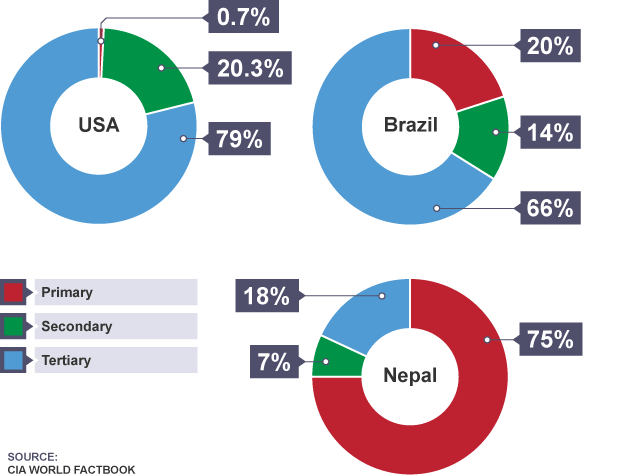 0.7%
20.3%
USA
79%
20%
Brazil
14%
66%
Primary
Secondary
Tertiary
18%
7%
75%
Nepal
SOURCE:
CIA WORLD FACTBOOK